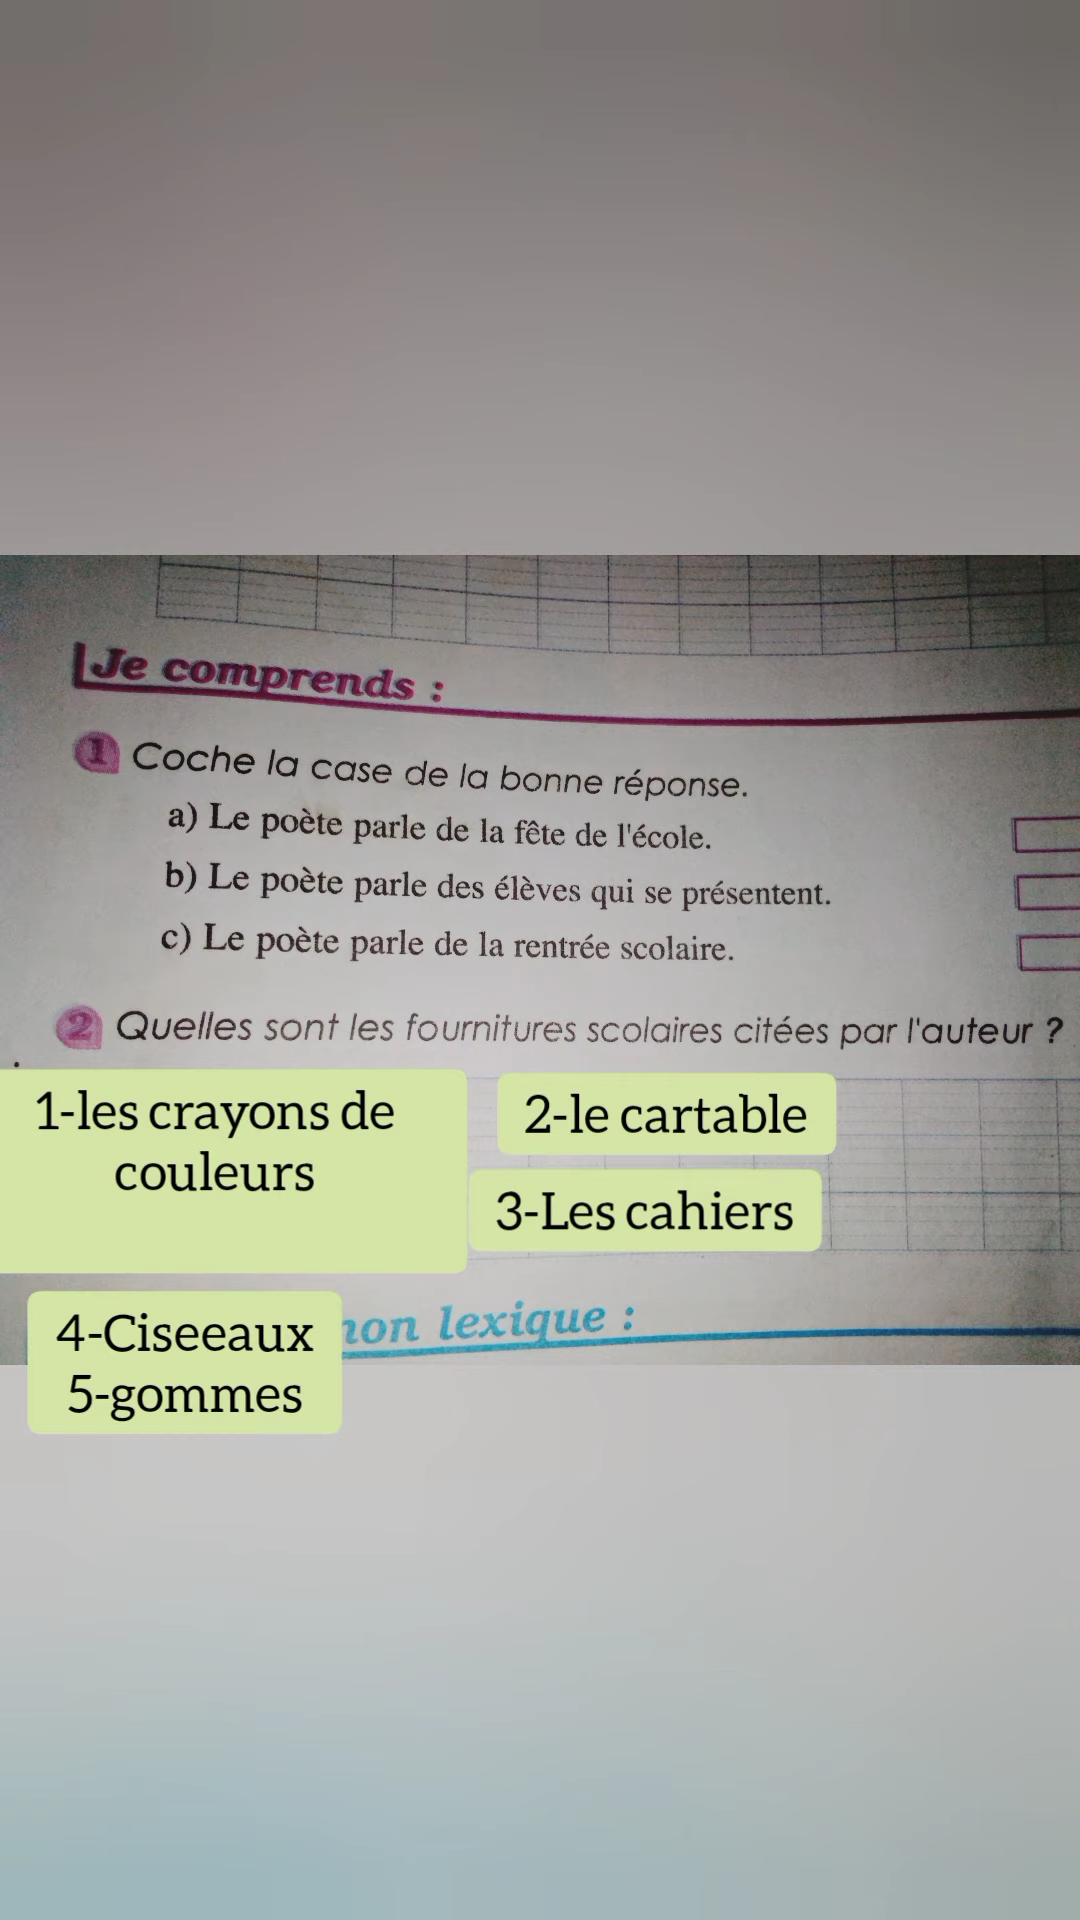 Je comprends :
1 Coche la case de la bonne réponse.
a) Le poète parle de la fête de l'école.
b) Le poète parle des élèves qui se présentent.
c) Le poète parle de la rentrée scolaire.
2 Quelles sont les fournitures scolaires citées par l'auteur ?
1-les crayons de
couleurs
2-le cartable
3-Les cahiers
4-Ciseeaux
5-gommes
lexique :